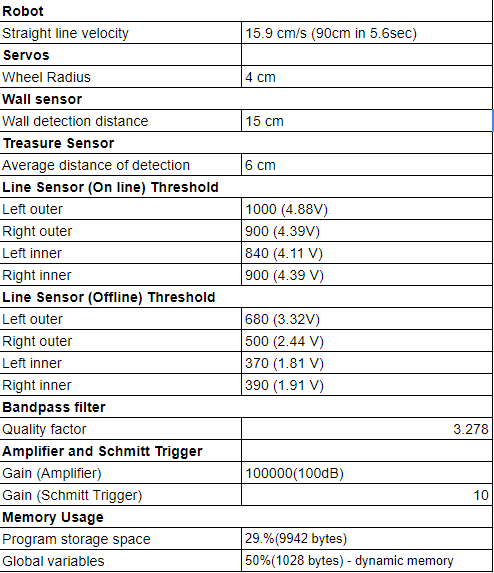 Robot
Straight line velocity 15.9 cm/s (90cm in 5.6sec)
Servos
Wheel Radius 4 cm
Wall sensor
Wall detection distance 15 cm
Treasure Sensor
Average distance of detection 6 cm
Line Sensor (On line) Threshold
Left outer 1000 (4.88V)
Right outer 900 (4.39V)
Left inner 840 (4.11 V)
Right inner 900 (4.39 V)
Line Sensor (Offline) Threshold
Left outer 680 (3.32V)
Right outer 500 (2.44 V)
Left inner 370 (1.81 V)
Right inner 390 (1.91 V)
Bandpass filter
Quality factor 3.278
Amplifier and Schmitt Trigger
Gain (Amplifier) 100000(100dB)
Gain (Schmitt Trigger) 10
Memory Usage
Program storage space 29.%(9942 bytes)
Global variables 50%(1028 bytes) - dynamic memory